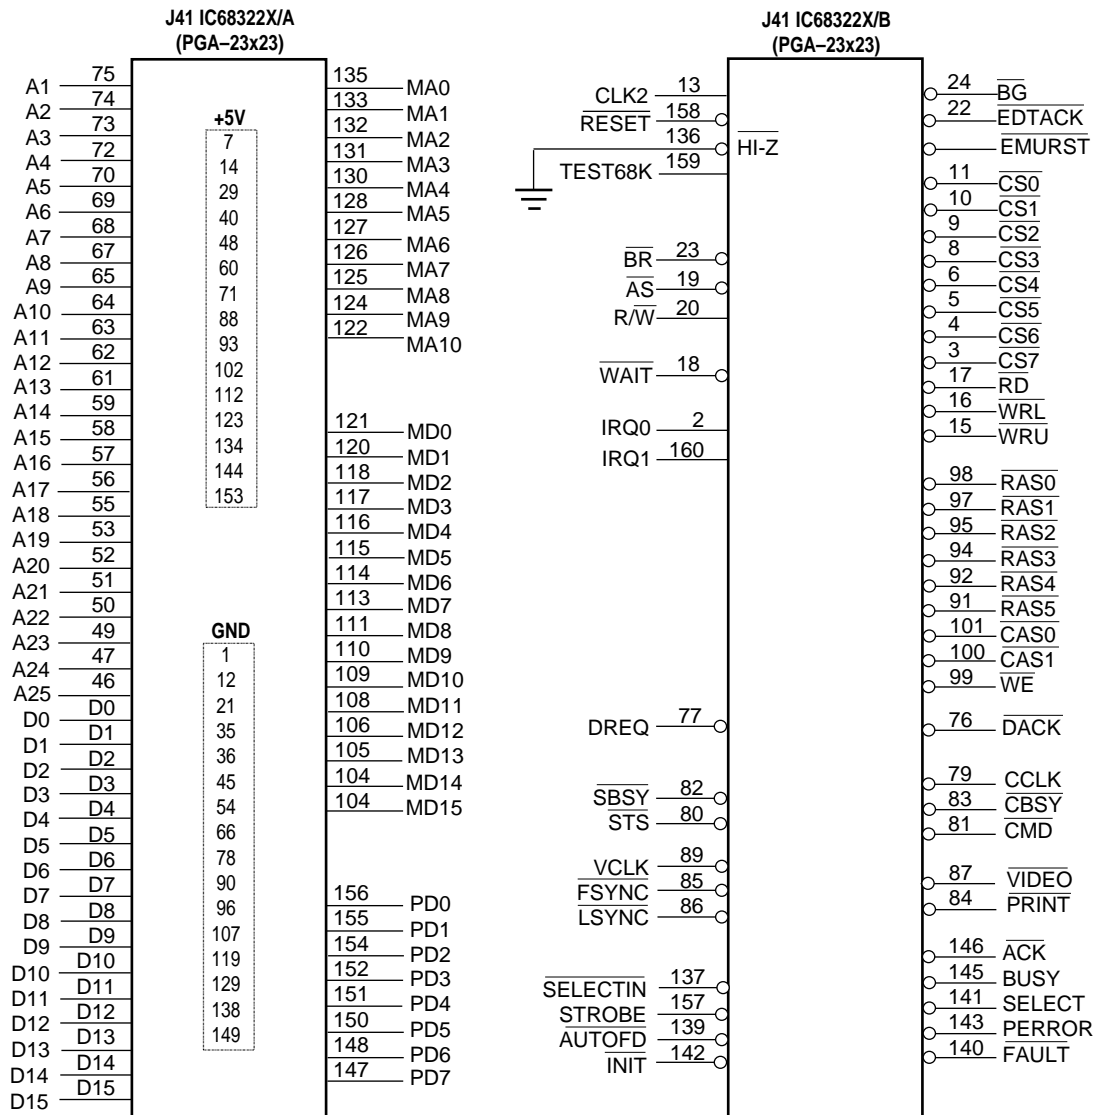 J41 IC68322X/A
(PGA–23x23)
A1 75
A2 74
A3 73
A4 72
A5 70
A6 69
A7 68
A8 67
A9 65
A10 64
A11 63
A12 62
A13 61
A14 59
A15 58
A16 57
A17 56
A18 55
A19 53
A20 52
A21 51
A22 50
A23 49
A24 47
A25 46
D0 D0
D1 D1
D2 D2
D3 D3
D4 D4
D5 D5
D6 D6
D7 D7
D8 D8
D9 D9
D10 D10
D11 D11
D12 D12
D13 D13
D14 D14
D15 D15
+5V
7
14
29
40
48
60
71
88
93
102
112
123
134
144
153
GND
1
12
21
35
36
45
54
66
78
90
96
107
119
129
138
149
135 MA0
133 MA1
132 MA2
131 MA3
130 MA4
128 MA5
127 MA6
126 MA7
125 MA8
124 MA9
122 MA10
121 MD0
120 MD1
118 MD2
117 MD3
116 MD4
115 MD5
114 MD6
113 MD7
111 MD8
110 MD9
109 MD10
108 MD11
106 MD12
105 MD13
104 MD14
104 MD15
156 PD0
155 PD1
154 PD2
152 PD3
151 PD4
150 PD5
148 PD6
147 PD7
J41 IC68322X/B
(PGA–23x23)
CLK2 13
RESET 158
136 HI-Z
TEST68K 159
BR 23
AS 19
R/W 20
WAIT 18
IRQ0 2
IRQ1 160
DREQ 77
SBSY 82
STS 80
VCLK 89
FSYNC 85
LSYNC 86
SELECTIN 137
STROBE 157
AUTOFD 139
INIT 142
24 BG
22 EDTACK
EMURST
11 CS0
10 CS1
9 CS2
8 CS3
6 CS4
5 CS5
4 CS6
3 CS7
17 RD
16 WRL
15 WRU
98 RAS0
97 RAS1
95 RAS2
94 RAS3
92 RAS4
91 RAS5
101 CAS0
100 CAS1
99 WE
76 DACK
79 CCLK
83 CBSY
81 CMD
87 VIDEO
84 PRINT
146 ACK
145 BUSY
141 SELECT
143 PERROR
140 FAULT